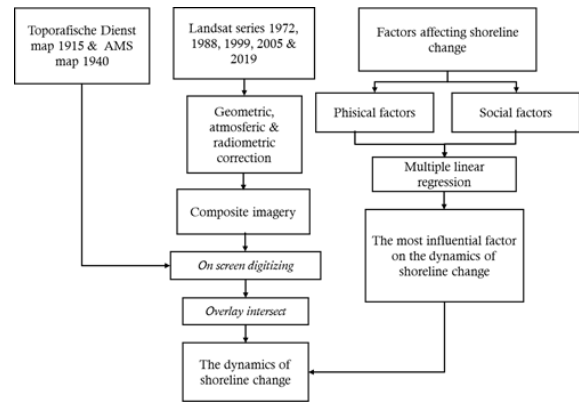 Toporafische Dienst
map 1915 & AMS
map 1940
Landsat series 1972,
1988, 1999, 2005 &
2019
Factors affecting shoreline
change
Geometric,
atmosferic &
radiometric
correction
Phisical factors
Social factors
Multiple linear
regression
Composite imagery
The most influential factor
on the dynamics of
shoreline change
On screen digitizing
Overlay intersect
The dynamics of
shoreline change